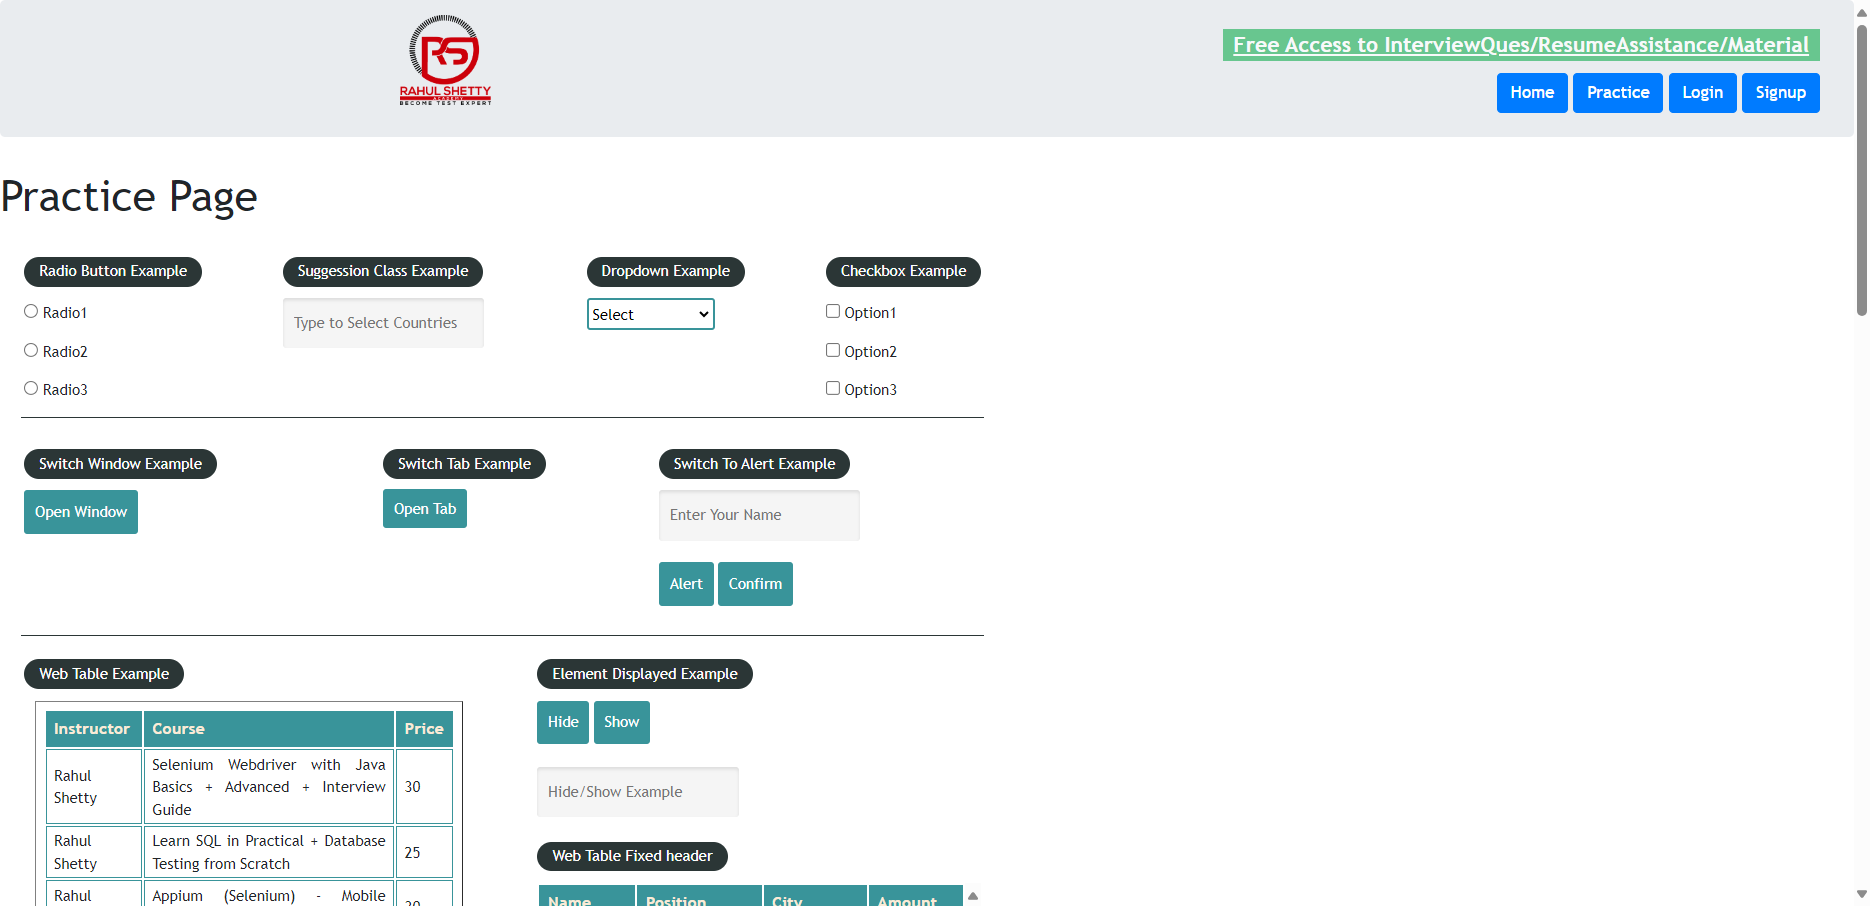 RAHUL SHETTY
ACADEMY
BECOME TEST EXPERT
Free Access to InterviewQues/ResumeAssistance/Material
Home Practice Login Signup
Practice Page
Radio Button Example
Radio1
Radio2
Radio3
Suggession Class Example
Type to Select Countries
Dropdown Example
Select
Checkbox Example
Option1
Option2
Option3
Switch Window Example
Open Window
Switch Tab Example
Open Tab
Switch To Alert Example
Enter Your Name
Alert Confirm
Web Table Example
Instructor Course Price
Rahul Shetty
Selenium Webdriver with Java
Basics + Advanced + Interview
Guide
30
Rahul Shetty
Learn SQL in Practical + Database
Testing from Scratch
25
Rahul
Appium (Selenium) - Mobile
Element Displayed Example
Hide Show
Hide/Show Example
Web Table Fixed header
Name Position City Amount